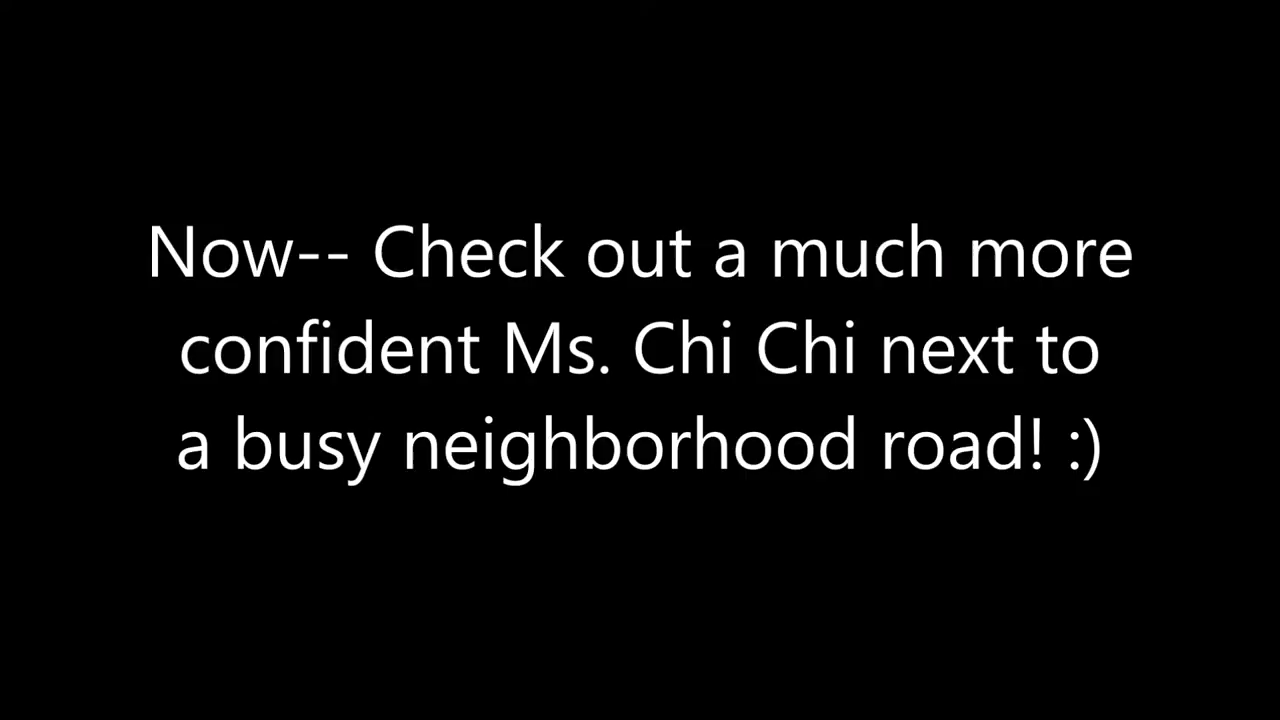 Now-- Check out a much more
confident Ms. Chi Chi next to
a busy neighborhood road! :)